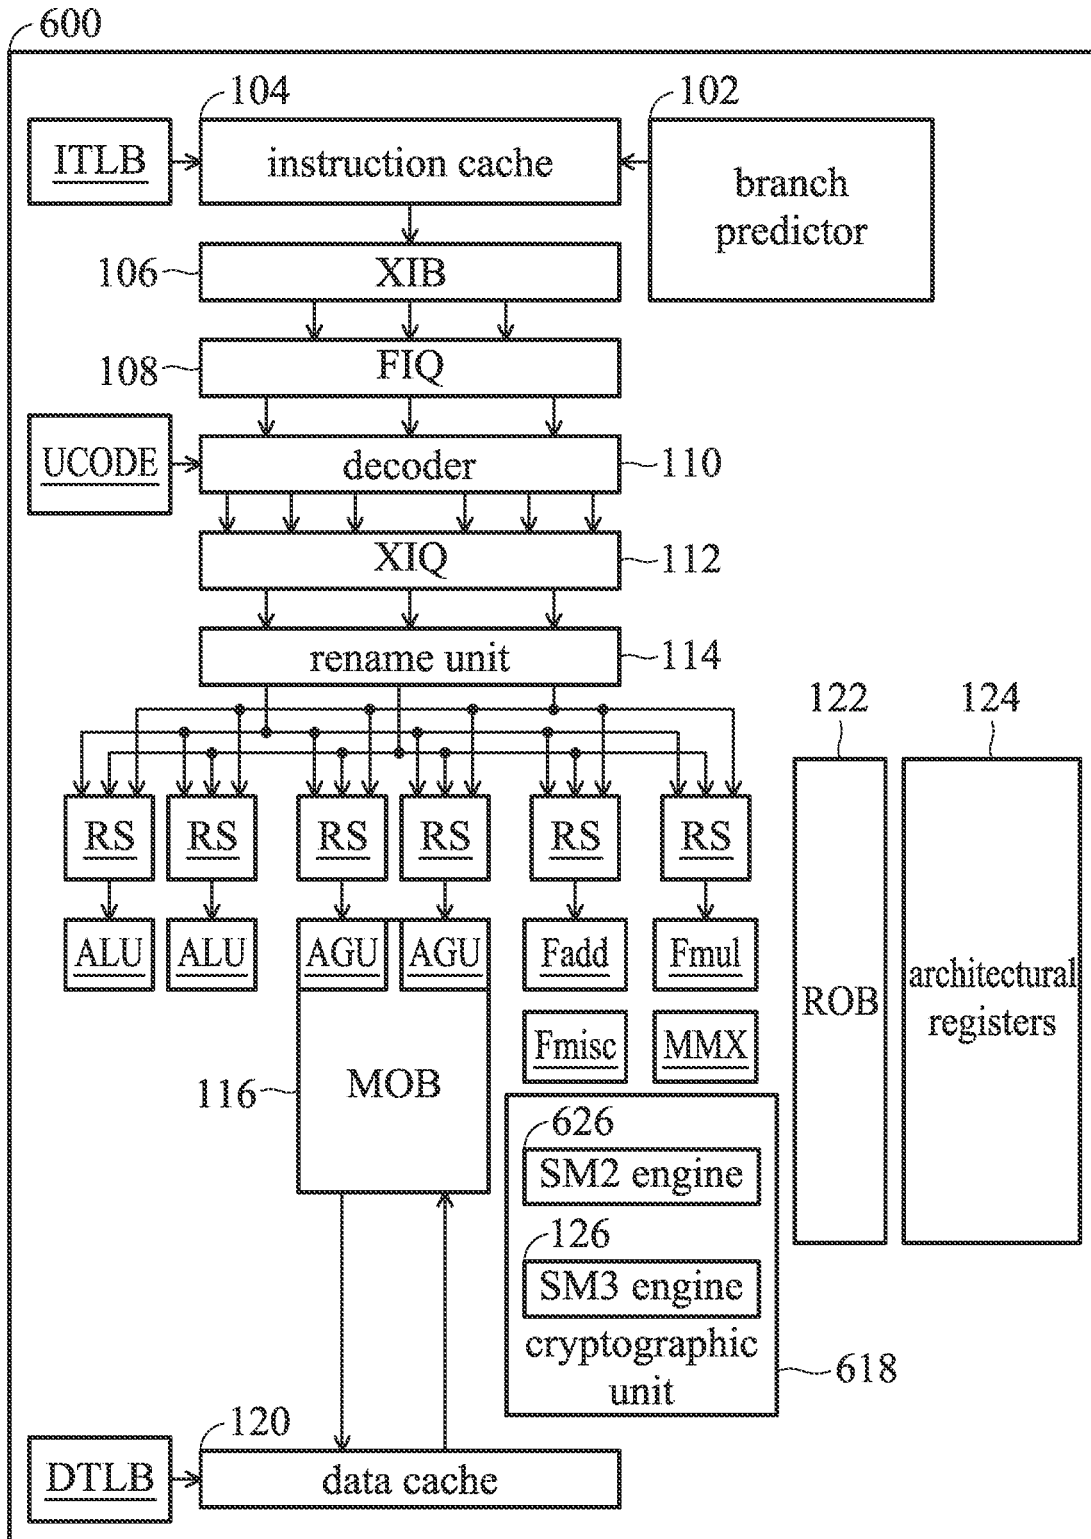 600
104
102
ITLB
instruction cache
branch
predictor
106
XIB
108
FIQ
UCODE
decoder
110
XIQ
112
rename unit
114
122
124
RS
RS
RS
RS
RS
RS
ALU
ALU
AGU
AGU
Fadd
Fmul
ROB
architectural
registers
Fmisc
MMX
116
MOB
626
SM2 engine
126
SM3 engine
cryptographic
unit
618
120
DTLB
data cache